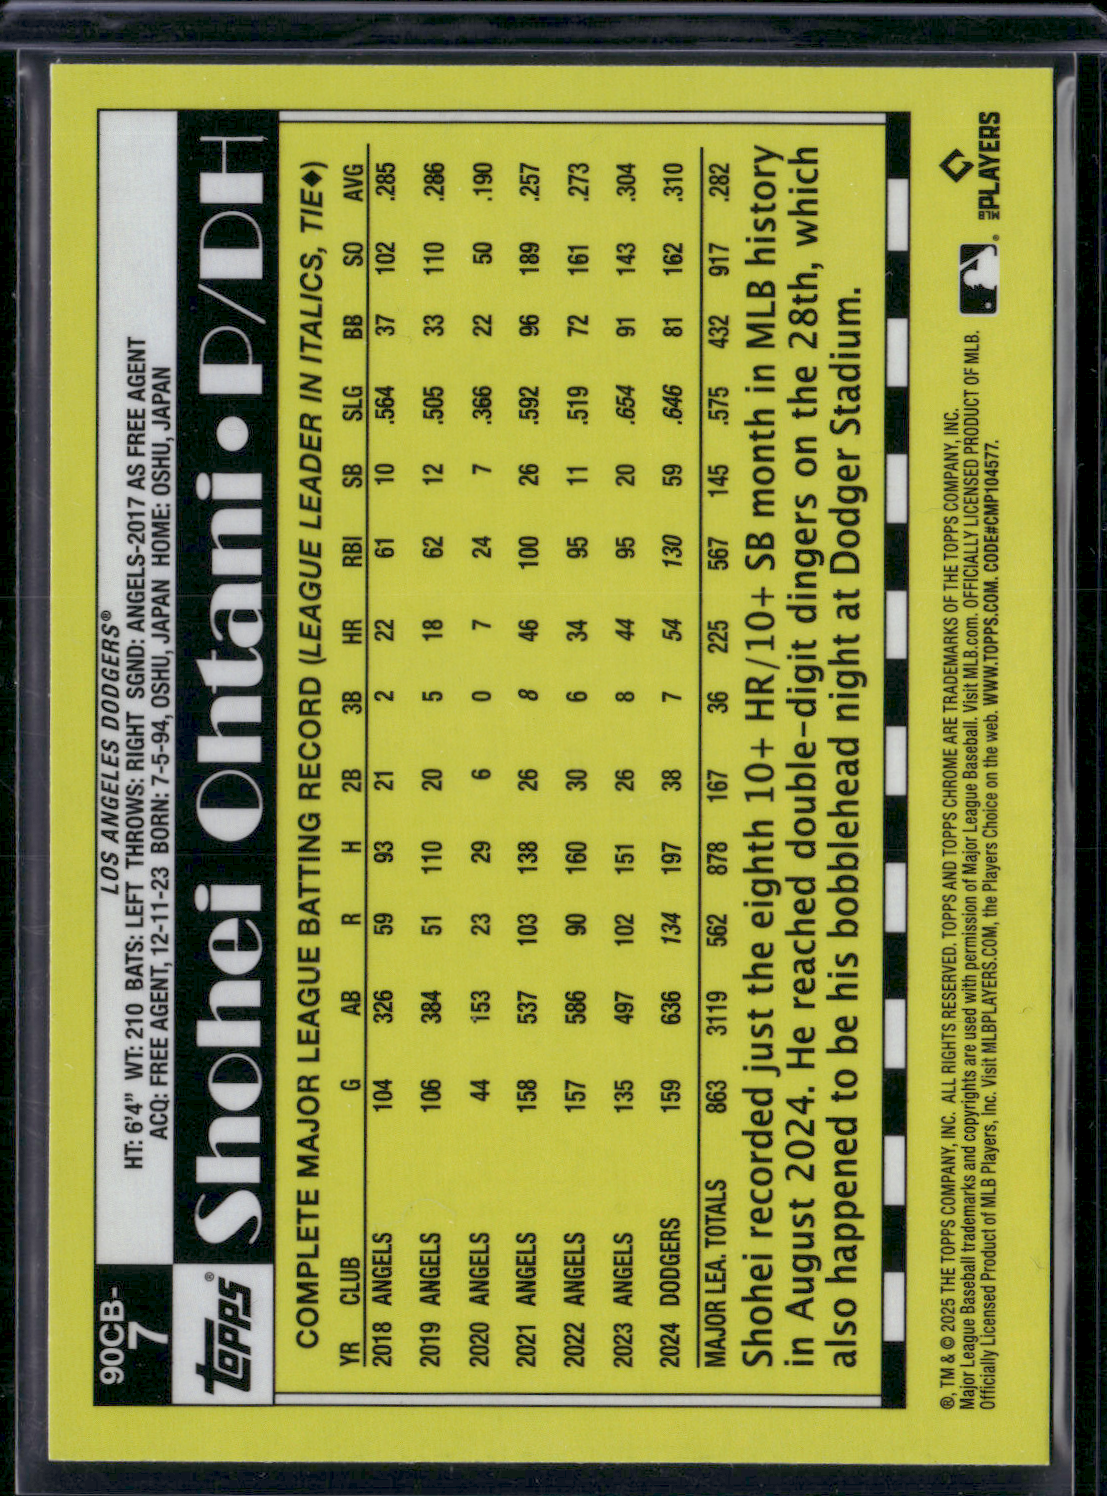 90CB-
7
LOS ANGELES DODGERS®
HT: 6'4" WT: 210 BATS: LEFT THROWS: RIGHT SGND: ANGELS-2017 AS FREE AGENT
ACQ: FREE AGENT, 12-11-23 BORN: 7-5-94, OSHU, JAPAN HOME: OSHU, JAPAN
Topps®
Shohei Ohtani • P/DH
COMPLETE MAJOR LEAGUE BATTING RECORD (LEAGUE LEADER IN ITALICS, TIE◆)
YR CLUB G AB R H 2B 3B HR RBI SB SLG BB SO AVG
2018 ANGELS 104 326 59 93 21 2 22 61 10 .564 37 102 .285
2019 ANGELS 106 384 51 110 20 5 18 62 12 .505 33 110 .286
2020 ANGELS 44 153 23 29 6 0 7 24 7 .366 22 50 .190
2021 ANGELS 158 537 103 138 26 8 46 100 26 .592 96 189 .257
2022 ANGELS 157 586 90 160 30 6 34 95 11 .519 72 161 .273
2023 ANGELS 135 497 102 151 26 8 44 95 20 .654 91 143 .304
2024 DODGERS 159 636 134 197 38 7 54 130 59 .646 81 162 .310
MAJOR LEA. TOTALS 863 3119 562 878 167 36 225 567 145 .575 432 917 .282
Shohei recorded just the eighth 10+ HR/10+ SB month in MLB history
in August 2024. He reached double-digit dingers on the 28th, which
also happened to be his bobblehead night at Dodger Stadium.
®, TM & © 2025 THE TOPPS COMPANY, INC. ALL RIGHTS RESERVED. TOPPS AND TOPPS CHROME ARE TRADEMARKS OF THE TOPPS COMPANY, INC.
Major League Baseball trademarks and copyrights are used with permission of Major League Baseball. Visit MLB.com. OFFICIALLY LICENSED PRODUCT OF MLB.
Officially Licensed Product of MLB Players, Inc. Visit MLBPLAYERS.COM, the Players Choice on the web. WWW.TOPPS.COM. CODE#CMP104577.
®
THE PLAYERS